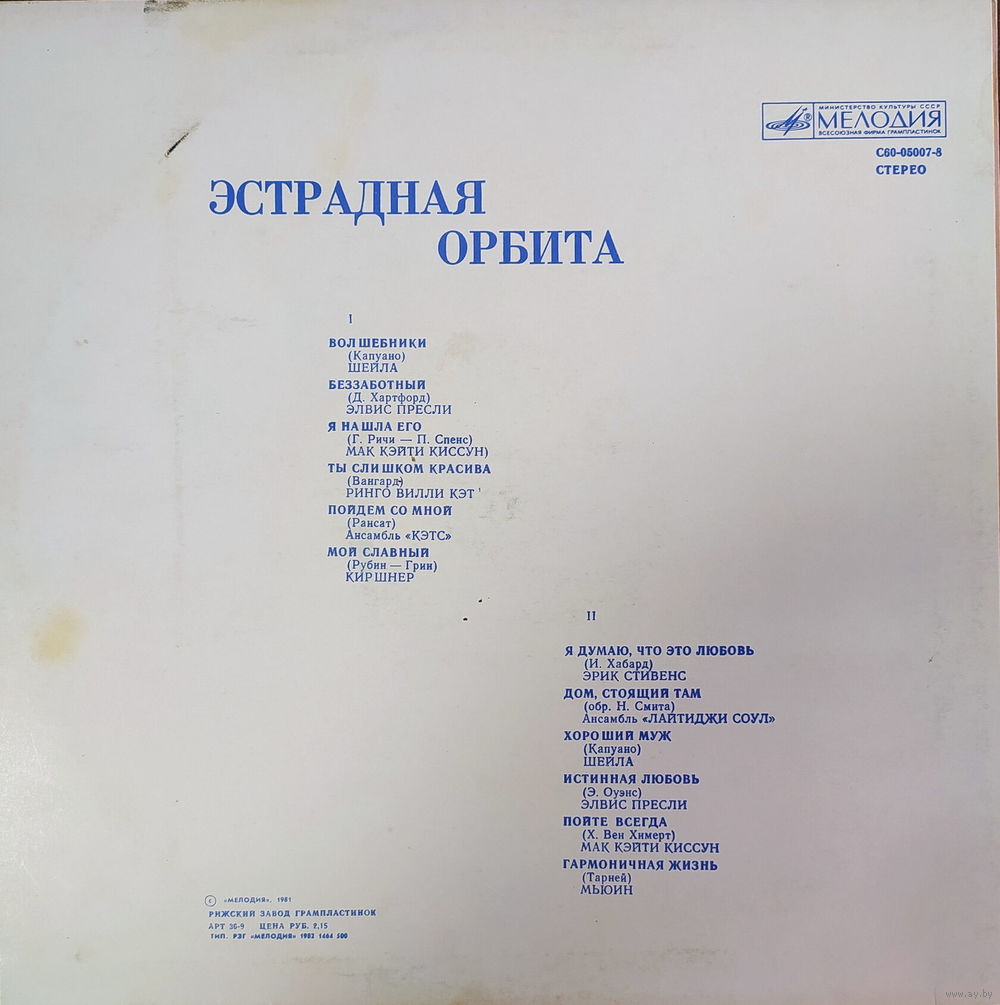 МИНИСТЕРСТВО КУЛЬТУРЫ СССР
МЕЛОДИЯ
ВСЕСОЮЗНАЯ ФИРМА ГРАМПЛАСТИНОК
С60-05007-8
СТЕРЕО
ЭСТРАДНАЯ
ОРБИТА
I
ВОЛШЕБНИКИ
(Капуано)
ШЕЙЛА
БЕЗЗАБОТНЫЙ
(Д. Хартфорд)
ЭЛВИС ПРЕСЛИ
Я НАШЛА ЕГО
(Г. Ричи — П. Спенс)
МАК КЭЙТИ КИССУН)
ТЫ СЛИШКОМ КРАСИВА
(Вангард)
РИНГО ВИЛЛИ КЭТ
ПОЙДЕМ СО МНОЙ
(Рансат)
Ансамбль «КЭТС»
МОЙ СЛАВНЫЙ
(Рубин — Грин)
КИРШНЕР
II
Я ДУМАЮ, ЧТО ЭТО ЛЮБОВЬ
(И. Хабард)
ЭРИК СТИВЕНС
ДОМ, СТОЯЩИЙ ТАМ
(обр. Н. Смита)
Ансамбль «ЛАЙТИДЖИ СОУЛ»
ХОРОШИЙ МУЖ
(Капуано)
ШЕЙЛА
ИСТИННАЯ ЛЮБОВЬ
(Э. Оуэнс)
ЭЛВИС ПРЕСЛИ
ПОЙТЕ ВСЕГДА
(Х. Вен Химерт)
МАК КЭЙТИ КИССУН
ГАРМОНИЧНАЯ ЖИЗНЬ
(Тарней)
МЬЮИН
© «МЕЛОДИЯ», 1981
РИЖСКИЙ ЗАВОД ГРАМПЛАСТИНОК
АРТ 36-9 ЦЕНА РУБ. 2,15
ТИП. РЗГ «МЕЛОДИЯ» 1982 1464 500
www.ay.by